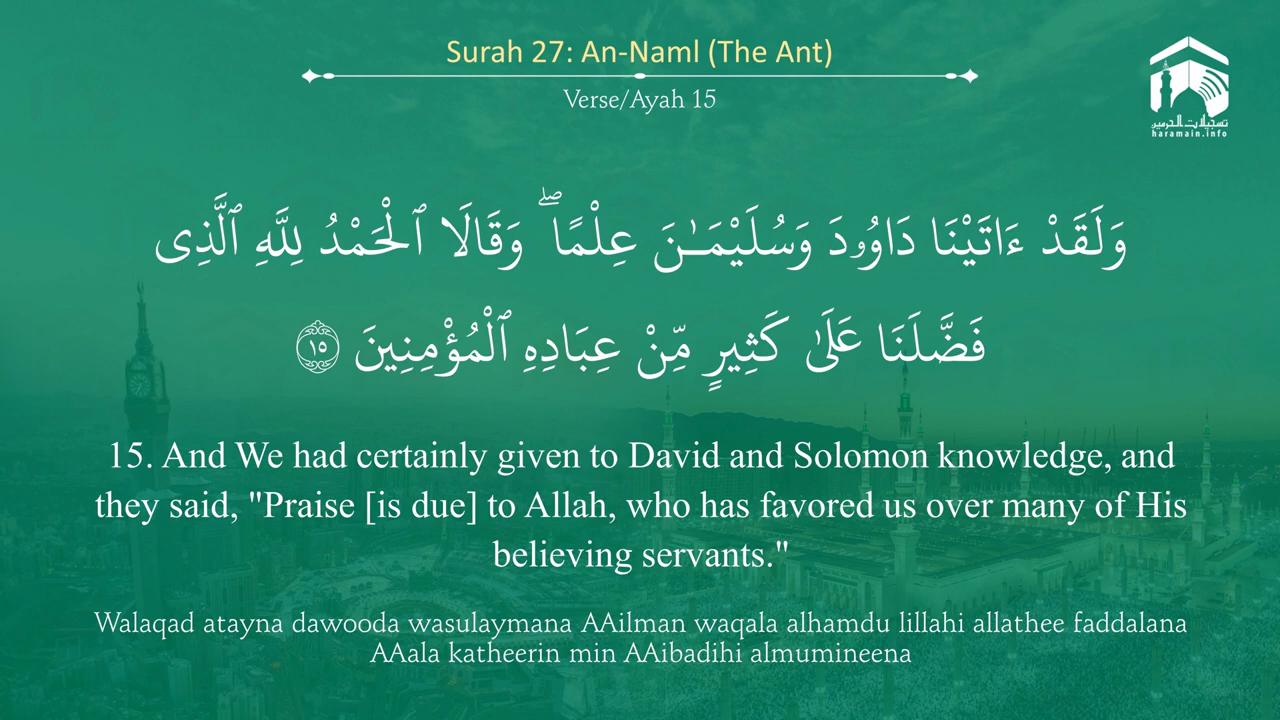 Surah 27: An-Naml (The Ant)
Verse/Ayah 15
تسجيلات الحرمين
haramain.info
وَلَقَدْ ءَاتَيْنَا دَاوُۥدَ وَسُلَيْمَـٰنَ عِلْمًا ۖ وَقَالَا ٱلْحَمْدُ لِلَّهِ ٱلَّذِى
فَضَّلَنَا عَلَىٰ كَثِيرٍ مِّنْ عِبَادِهِ ٱلْمُؤْمِنِينَ ١٥
15. And We had certainly given to David and Solomon knowledge, and
they said, "Praise [is due] to Allah, who has favored us over many of His
believing servants."
Walaqad atayna dawooda wasulaymana AAilman waqala alhamdu lillahi allathee faddalana
AAala katheerin min AAibadihi almumineena